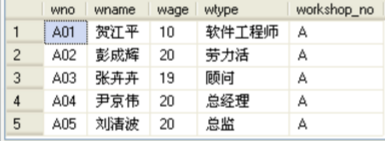 wno wname wage wtype workshop_no
1 A01 贺江平 10 软件工程师 A
2 A02 彭成辉 20 劳力活 A
3 A03 张卉卉 19 顾问 A
4 A04 尹京伟 20 总经理 A
5 A05 刘清波 20 总监 A